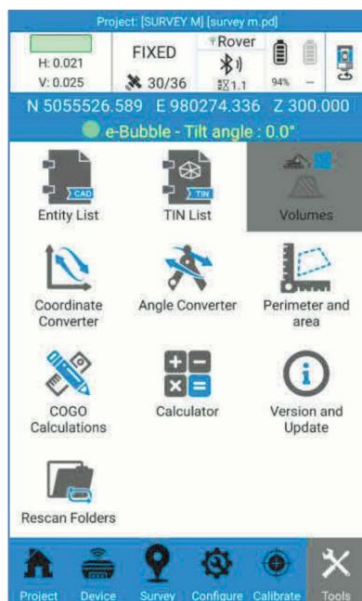 Project: [SURVEY M] [survey m.pd]
H: 0.021
V: 0.025
FIXED
30/36
Rover
1.1
94%
--
N 5055526.589 E 980274.336 Z 300.000
e-Bubble - Tilt angle : 0.0°
CAD
TIN
Entity List
TIN List
Volumes
Coordinate
Converter
Angle Converter
Perimeter and
area
COGO
Calculations
Calculator
Version and
Update
Rescan Folders
Project
Device
Survey
Configure
Calibrate
Tools